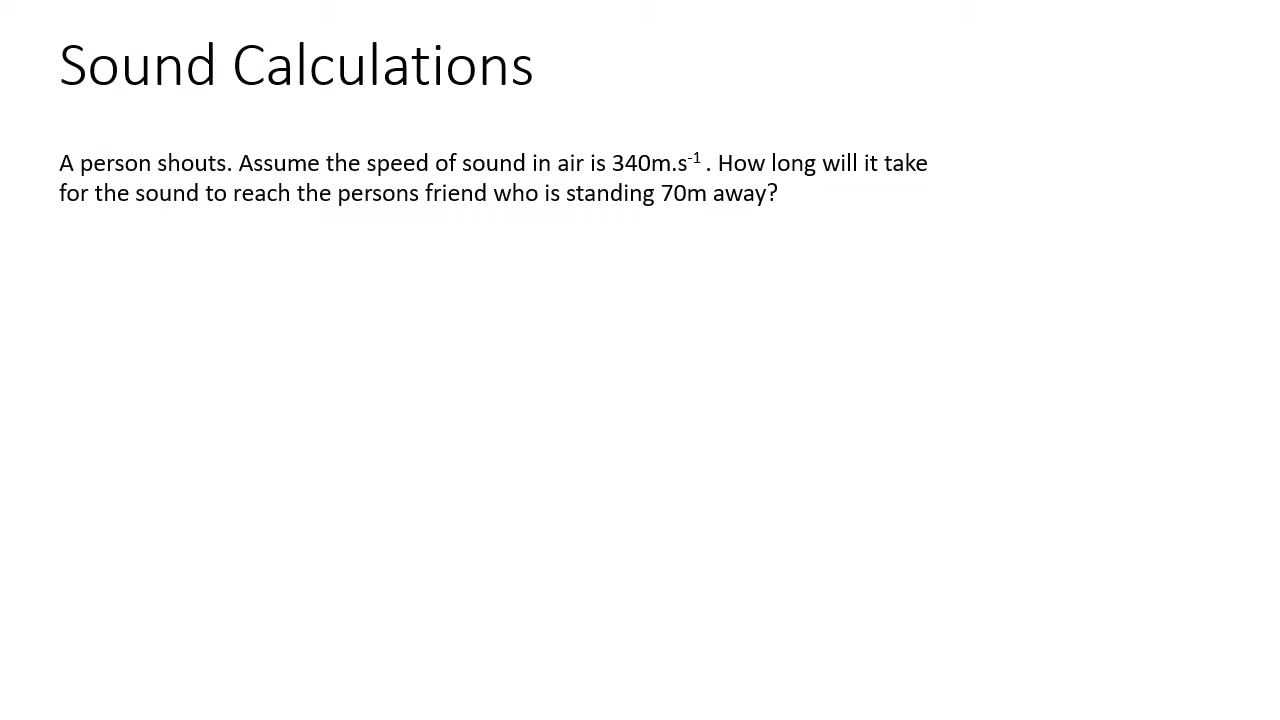 Sound Calculations
A person shouts. Assume the speed of sound in air is 340m.s⁻¹ . How long will it take
for the sound to reach the persons friend who is standing 70m away?